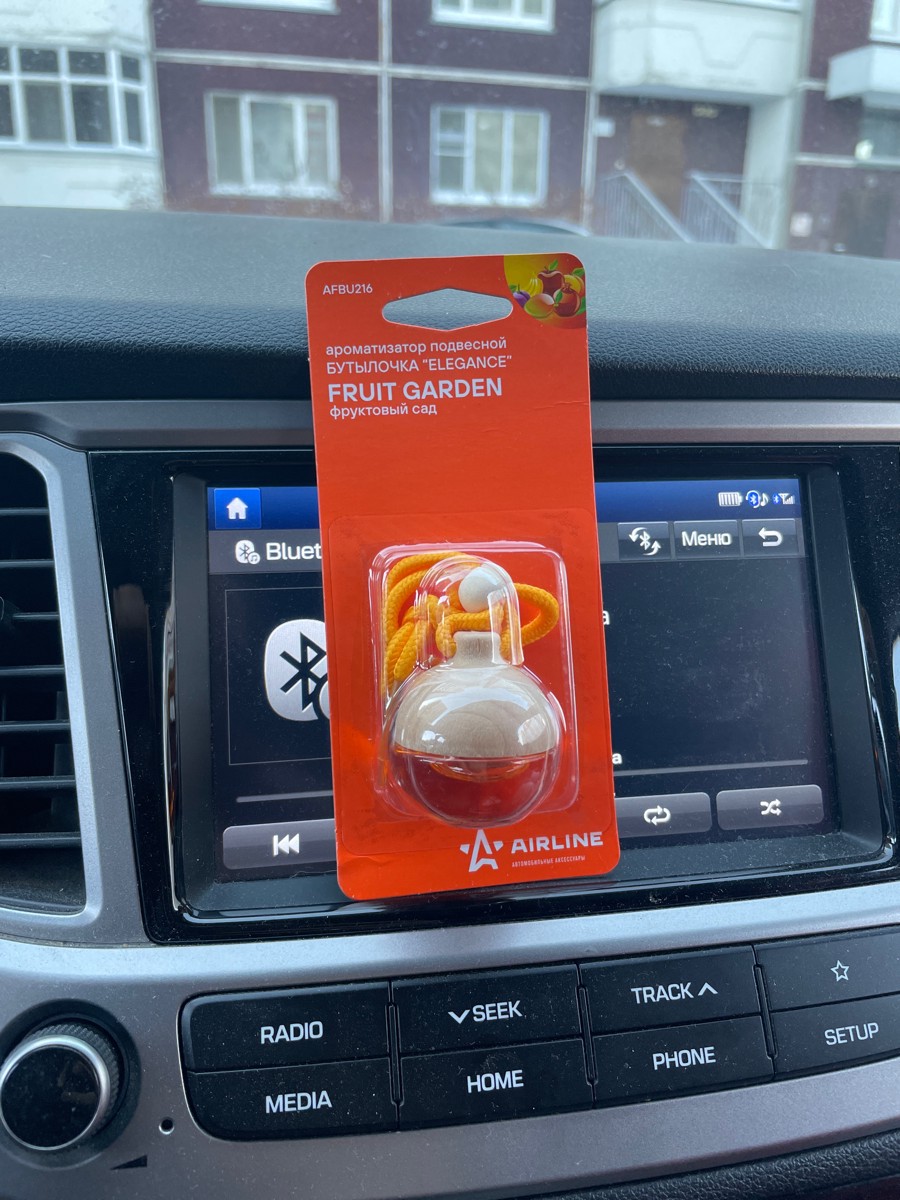 AFBU216
ароматизатор подвесной
БУТЫЛОЧКА "ELEGANCE"
FRUIT GARDEN
фруктовый сад
Bluet
Меню
а
а
AIRLINE
АВТОМОБИЛЬНЫЕ АКСЕССУАРЫ
RADIO
SEEK
TRACK
MEDIA
HOME
PHONE
SETUP